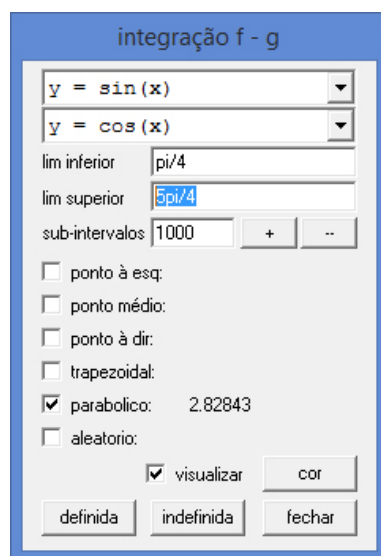 integração f - g
y = sin(x)
y = cos(x)
lim inferior pi/4
lim superior 5pi/4
sub-intervalos 1000 + --
ponto à esq:
ponto médio:
ponto à dir:
trapezoidal:
parabolico: 2.82843
aleatorio:
visualizar cor
definida indefinida fechar